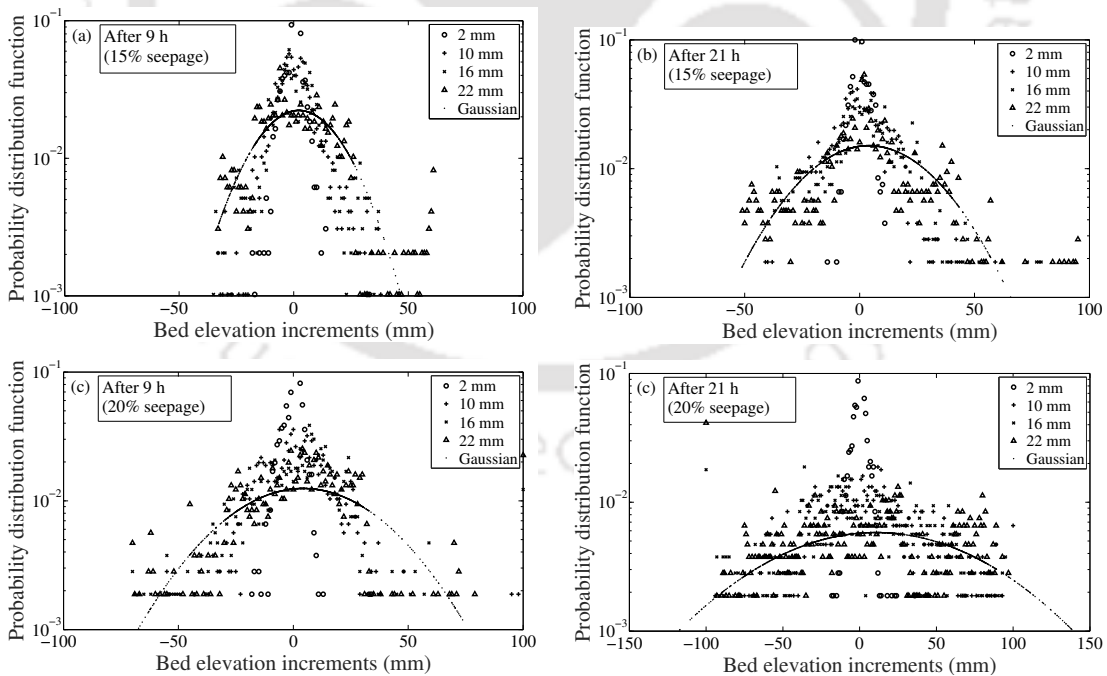 (a) After 9 h
(15% seepage)
2 mm
10 mm
16 mm
22 mm
Gaussian
Probability distribution function
10^-1
10^-2
10^-3
-100 -50 0 50 100
Bed elevation increments (mm)
(b) After 21 h
(15% seepage)
2 mm
10 mm
16 mm
22 mm
Gaussian
Probability distribution function
10^-1
10^-2
10^-3
-100 -50 0 50 100
Bed elevation increments (mm)
(c) After 9 h
(20% seepage)
2 mm
10 mm
16 mm
22 mm
Gaussian
Probability distribution function
10^-1
10^-2
10^-3
-100 -50 0 50 100
Bed elevation increments (mm)
(c) After 21 h
(20% seepage)
2 mm
10 mm
16 mm
22 mm
Gaussian
Probability distribution function
10^-1
10^-2
10^-3
-150 -100 -50 0 50 100 150
Bed elevation increments (mm)